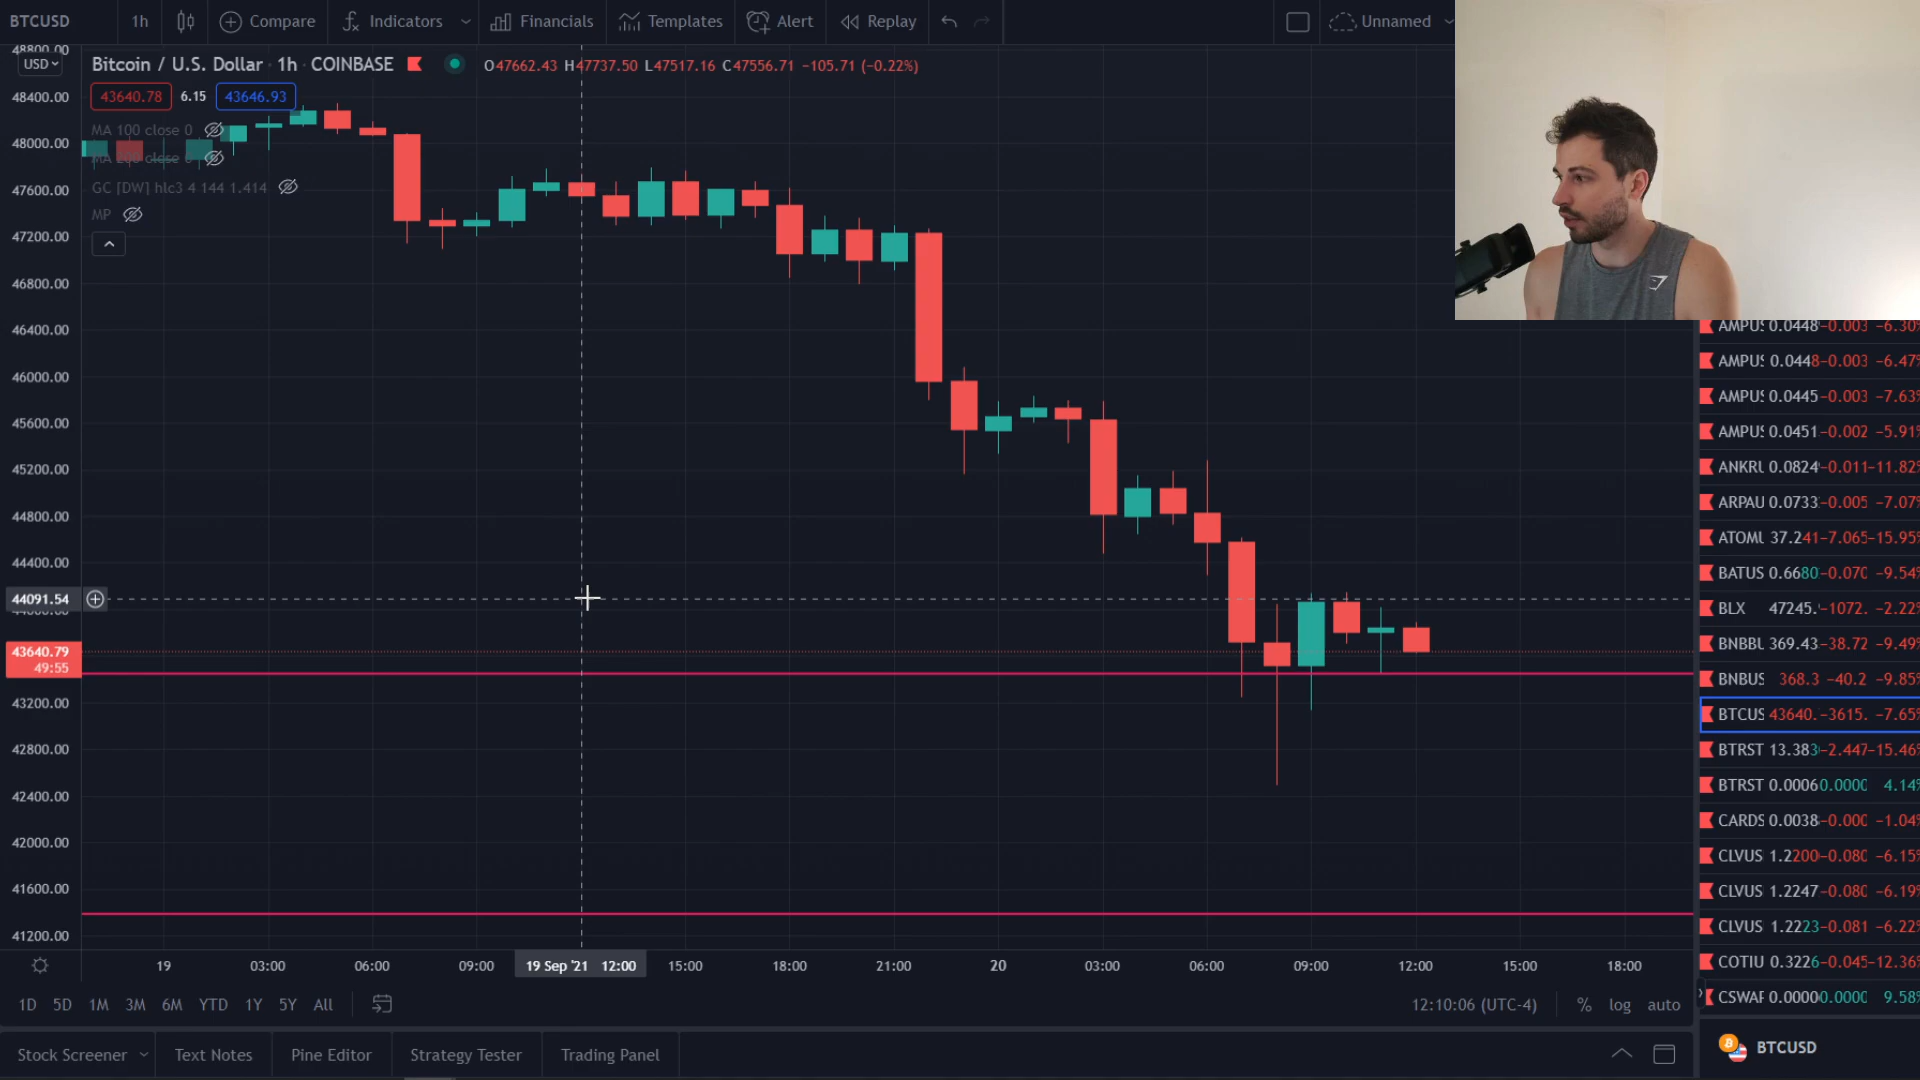 BTCUSD 1h Compare Indicators Financials Templates Alert Replay Unnamed
48800.00
USD
Bitcoin / U.S. Dollar · 1h · COINBASE O47662.43 H47737.50 L47517.16 C47556.71 −105.71 (−0.22%)
43640.78 6.15 43646.93
MA 100 close 0
MA 200 close 0
GC [DW] hlc3 4 144 1.414
MP
48400.00
48000.00
47600.00
47200.00
46800.00
46400.00
46000.00
45600.00
45200.00
44800.00
44400.00
44091.54
43640.79
49:55
43200.00
42800.00
42400.00
42000.00
41600.00
41200.00
AMPUS 0.0448 −0.003 −6.30%
AMPUS 0.0448 −0.003 −6.47%
AMPUS 0.0445 −0.003 −7.63%
AMPUS 0.0451 −0.002 −5.91%
ANKRU 0.0824 −0.011 −11.82%
ARPAU 0.0733 −0.005 −7.07%
ATOMU 37.241 −7.065 −15.95%
BATUS 0.6680 −0.070 −9.54%
BLX 47245. −1072. −2.22%
BNBBU 369.43 −38.72 −9.49%
BNBUS 368.3 −40.2 −9.85%
BTCUS 43640. −3615. −7.65%
BTRST 13.383 −2.447 −15.46%
BTRST 0.0006 0.0000 4.14%
CARDS 0.0038 −0.000 −1.04%
CLVUS 1.2200 −0.080 −6.15%
CLVUS 1.2247 −0.080 −6.19%
CLVUS 1.2223 −0.081 −6.22%
COTIU 0.3226 −0.045 −12.36%
CSWAP 0.0000 0.0000 9.58%
19 03:00 06:00 09:00 19 Sep '21 12:00 15:00 18:00 21:00 20 03:00 06:00 09:00 12:00 15:00 18:00
1D 5D 1M 3M 6M YTD 1Y 5Y All 12:10:06 (UTC-4) % log auto
Stock Screener Text Notes Pine Editor Strategy Tester Trading Panel
BTCUSD